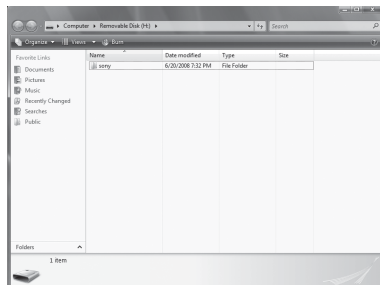 Computer ▸ Removable Disk (H:) ▸ Search
Organize Views Burn
Favorite Links
Documents
Pictures
Music
Recently Changed
Searches
Public
Folders
Name Date modified Type Size
sony 6/20/2008 7:32 PM File Folder
1 item